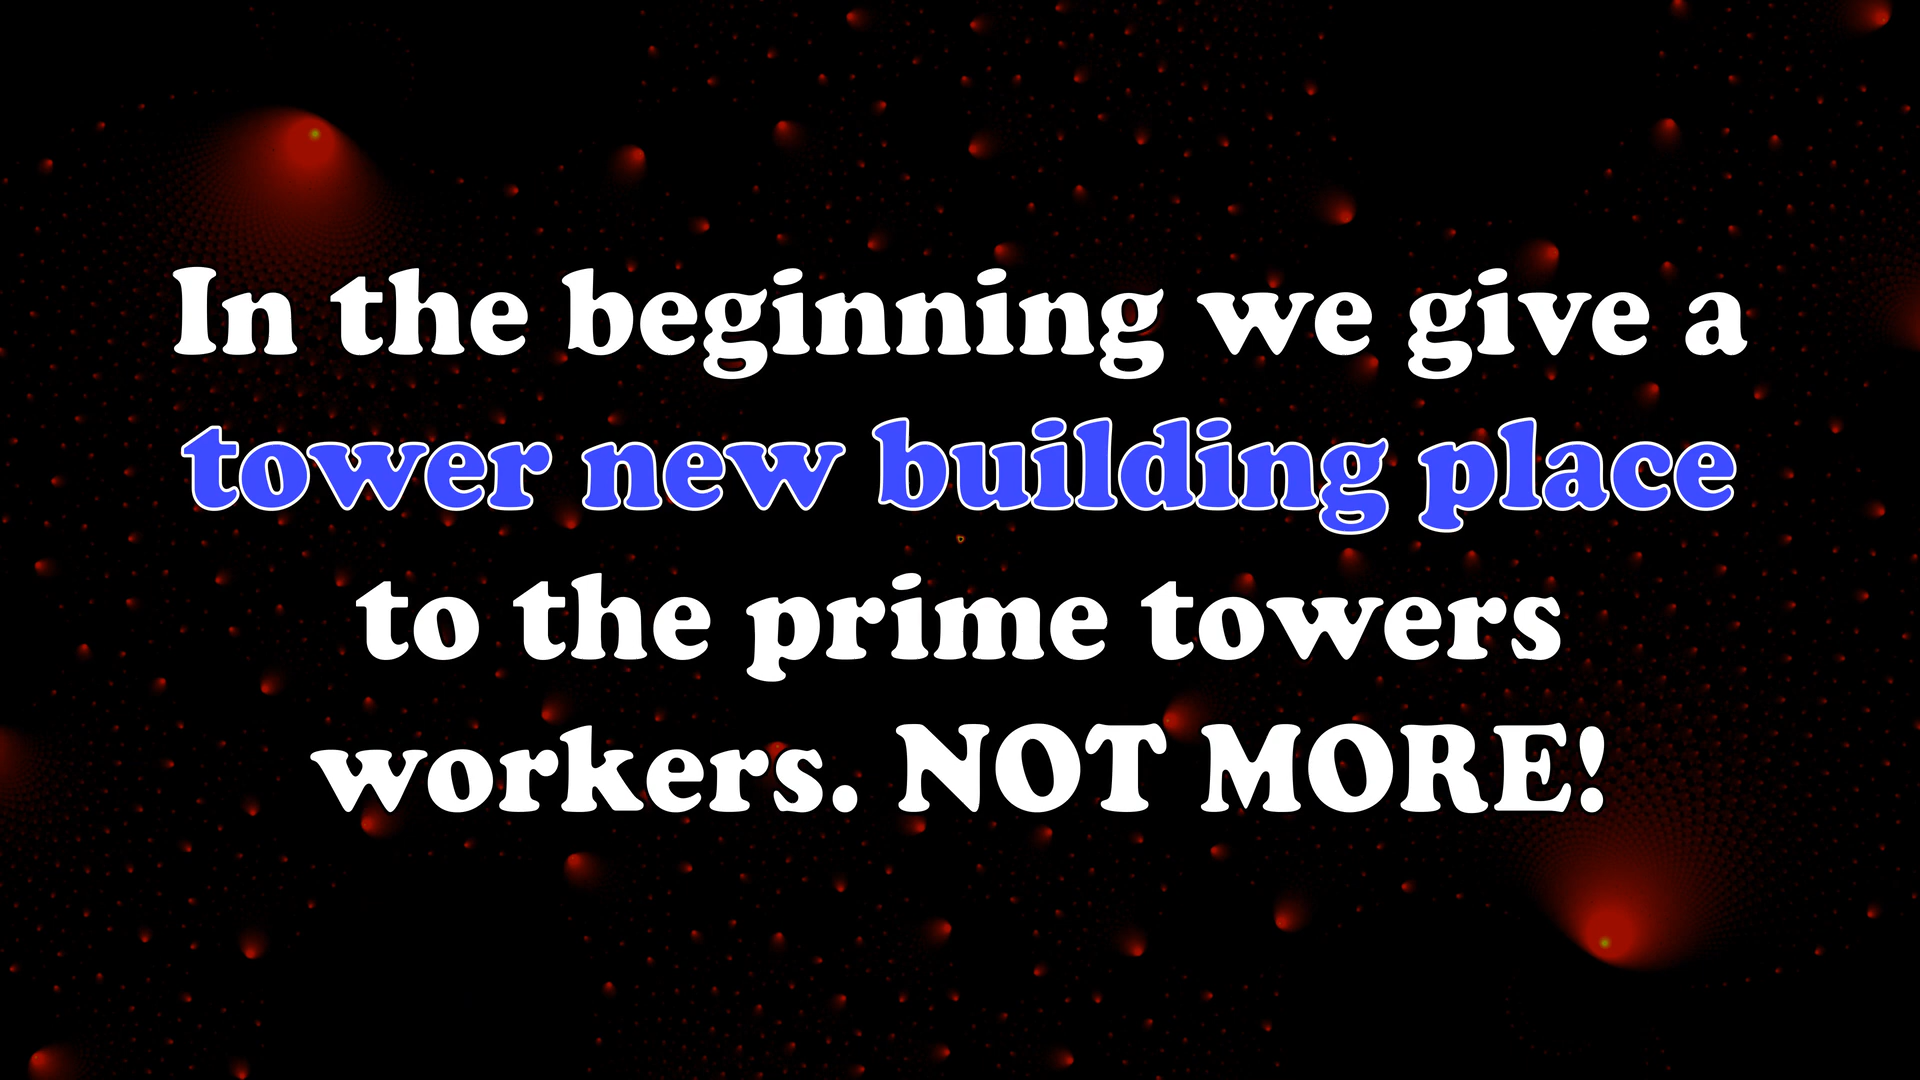 In the beginning we give a
tower new building place
to the prime towers
workers. NOT MORE!